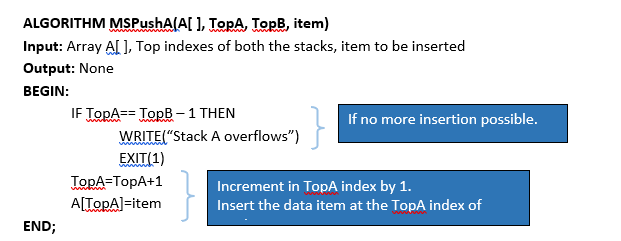 ALGORITHM MSPushA(A[ ], TopA, TopB, item)
Input: Array A[ ], Top indexes of both the stacks, item to be inserted
Output: None
BEGIN:
IF TopA== TopB – 1 THEN
WRITE(“Stack A overflows”)
EXIT(1)
If no more insertion possible.
TopA=TopA+1
A[TopA]=item
Increment in TopA index by 1.
Insert the data item at the TopA index of
END;